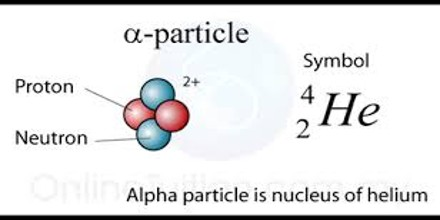 α-particle
Symbol
Proton
2+
4
2 He
Neutron
Alpha particle is nucleus of helium